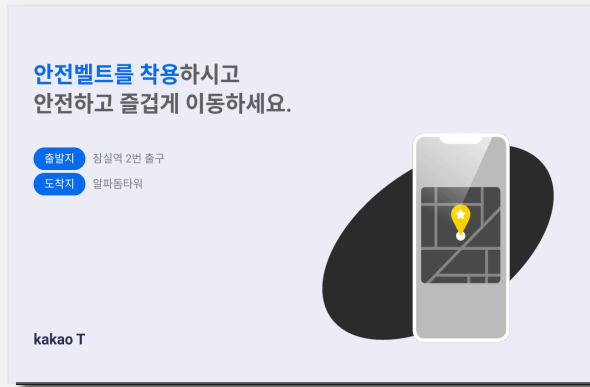 안전벨트를 착용하시고
안전하고 즐겁게 이동하세요.
출발지 잠실역 2번 출구
도착지 알파돔타워
kakao T